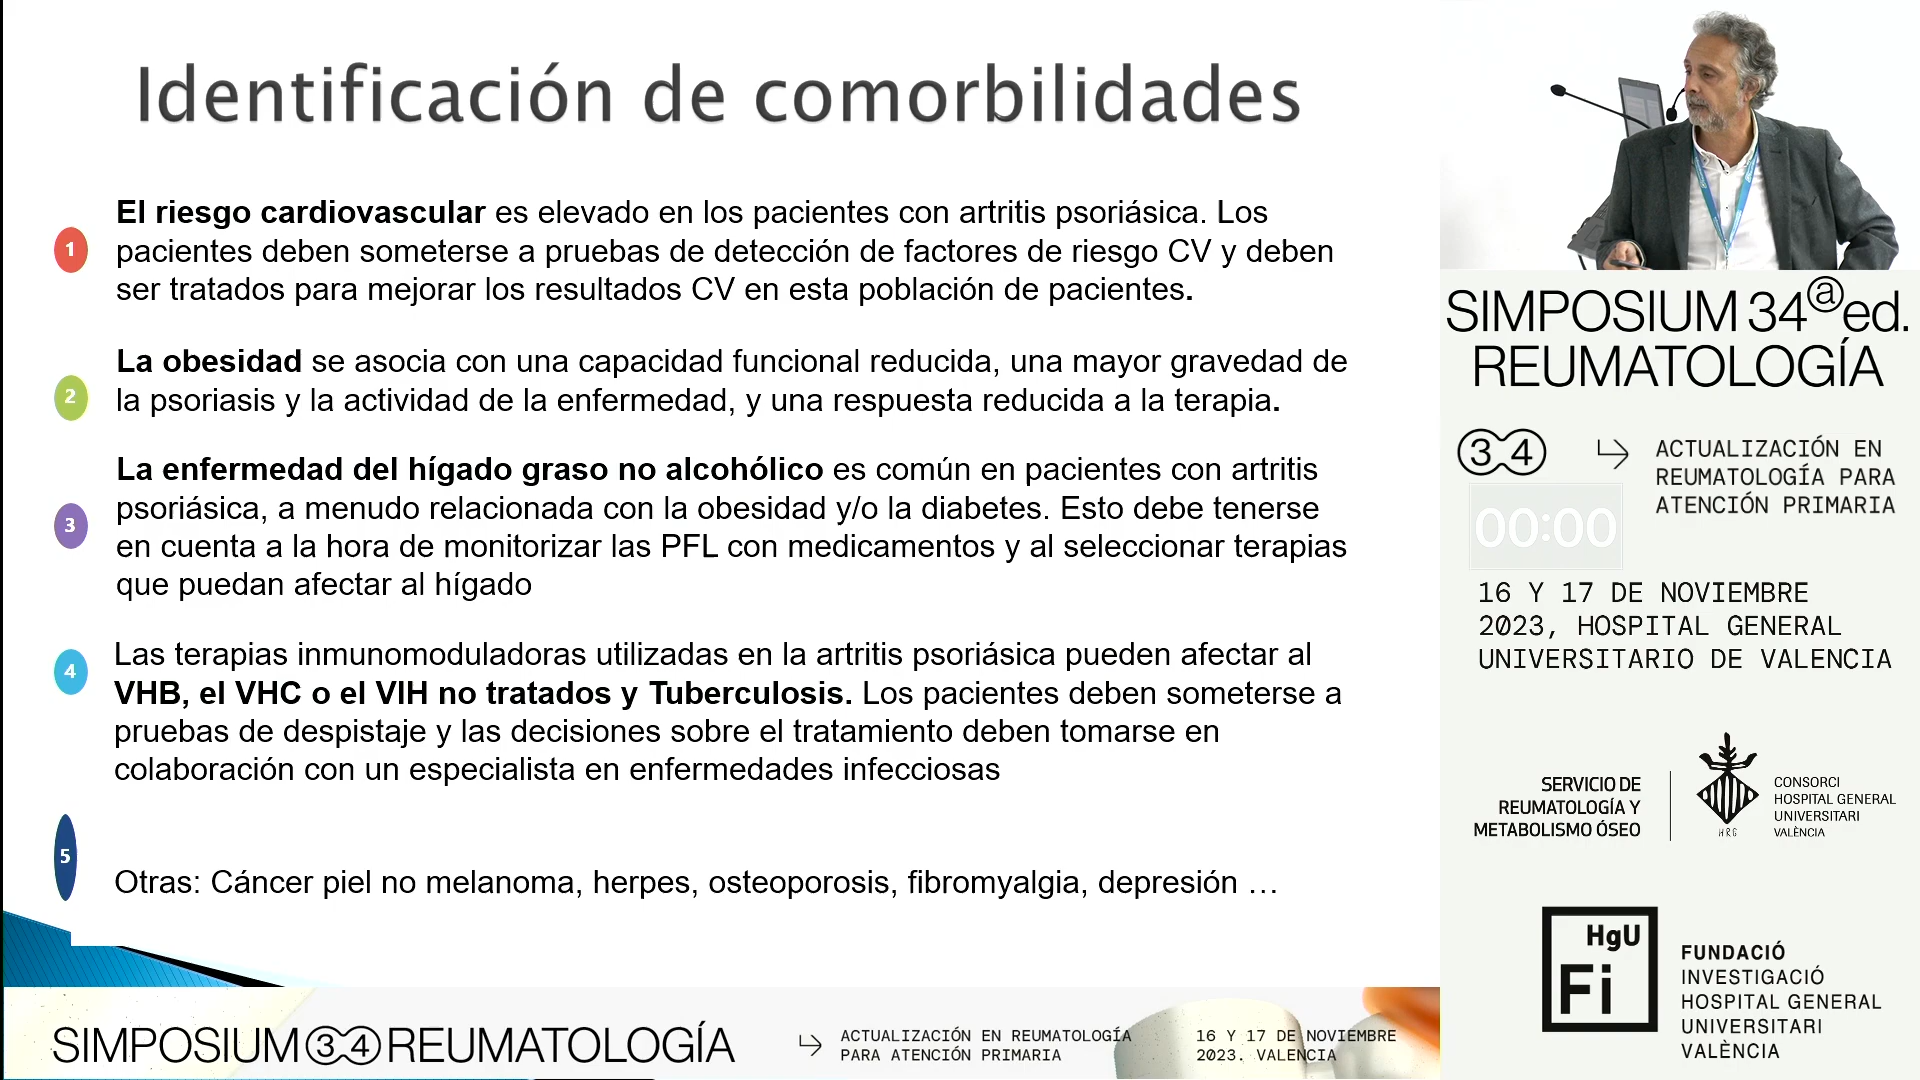 Identificación de comorbilidades
1
El riesgo cardiovascular es elevado en los pacientes con artritis psoriásica. Los
pacientes deben someterse a pruebas de detección de factores de riesgo CV y deben
ser tratados para mejorar los resultados CV en esta población de pacientes.
2
La obesidad se asocia con una capacidad funcional reducida, una mayor gravedad de
la psoriasis y la actividad de la enfermedad, y una respuesta reducida a la terapia.
3
La enfermedad del hígado graso no alcohólico es común en pacientes con artritis
psoriásica, a menudo relacionada con la obesidad y/o la diabetes. Esto debe tenerse
en cuenta a la hora de monitorizar las PFL con medicamentos y al seleccionar terapias
que puedan afectar al hígado
4
Las terapias inmunomoduladoras utilizadas en la artritis psoriásica pueden afectar al
VHB, el VHC o el VIH no tratados y Tuberculosis. Los pacientes deben someterse a
pruebas de despistaje y las decisiones sobre el tratamiento deben tomarse en
colaboración con un especialista en enfermedades infecciosas
5
Otras: Cáncer piel no melanoma, herpes, osteoporosis, fibromyalgia, depresión …
SIMPOSIUM 34 REUMATOLOGÍA
ACTUALIZACIÓN EN REUMATOLOGÍA
PARA ATENCIÓN PRIMARIA
16 Y 17 DE NOVIEMBRE
2023. VALENCIA
SIMPOSIUM 34ª ed.
REUMATOLOGÍA
34
ACTUALIZACIÓN EN
REUMATOLOGÍA PARA
ATENCIÓN PRIMARIA
00:00
16 Y 17 DE NOVIEMBRE
2023, HOSPITAL GENERAL
UNIVERSITARIO DE VALENCIA
SERVICIO DE
REUMATOLOGÍA Y
METABOLISMO ÓSEO
HRG
CONSORCI
HOSPITAL GENERAL
UNIVERSITARI
VALÈNCIA
HgU
Fi
FUNDACIÓ
INVESTIGACIÓ
HOSPITAL GENERAL
UNIVERSITARI
VALÈNCIA